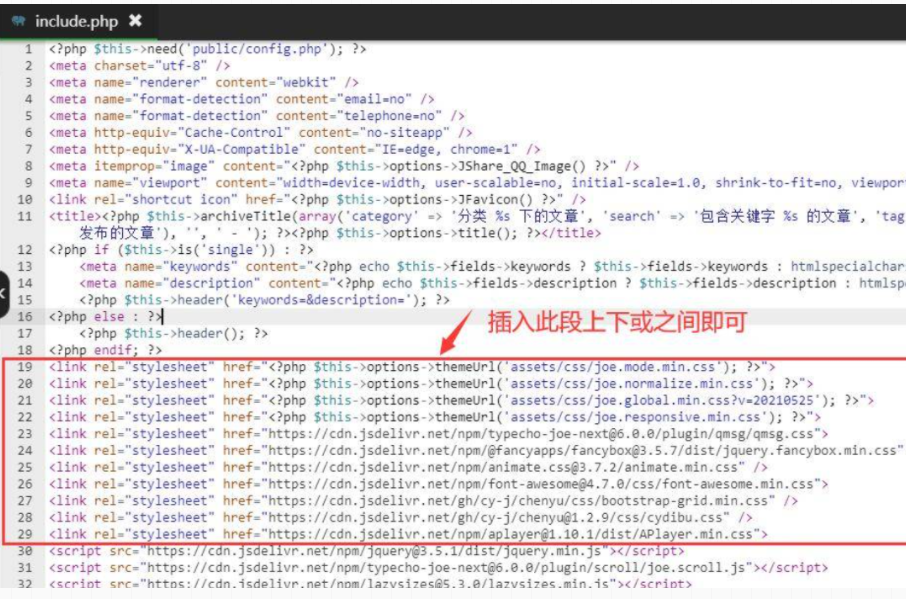 include.php ✖
1 <?php $this->need('public/config.php'); ?>
2 <meta charset="utf-8" />
3 <meta name="renderer" content="webkit" />
4 <meta name="format-detection" content="email=no" />
5 <meta name="format-detection" content="telephone=no" />
6 <meta http-equiv="Cache-Control" content="no-siteapp" />
7 <meta http-equiv="X-UA-Compatible" content="IE=edge, chrome=1" />
8 <meta itemprop="image" content="<?php $this->options->JShare_QQ_Image() ?>" />
9 <meta name="viewport" content="width=device-width, user-scalable=no, initial-scale=1.0, shrink-to-fit=no, viewpor
10 <link rel="shortcut icon" href="<?php $this->options->JFavicon() ?>" />
11 <title><?php $this->archiveTitle(array('category' => '分类 %s 下的文章', 'search' => '包含关键字 %s 的文章', 'tag
发布的文章'), '', ' - '); ?><?php $this->options->title(); ?></title>
12 <?php if ($this->is('single')) : ?>
13 <meta name="keywords" content="<?php echo $this->fields->keywords ? $this->fields->keywords : htmlspecialchar
14 <meta name="description" content="<?php echo $this->fields->description ? $this->fields->description : htmlsp
15 <?php $this->header('keywords=&description='); ?>
16 <?php else : ?>
插入此段上下或之间即可
17 <?php $this->header(); ?>
18 <?php endif; ?>
19 <link rel="stylesheet" href="<?php $this->options->themeUrl('assets/css/joe.mode.min.css'); ?>">
20 <link rel="stylesheet" href="<?php $this->options->themeUrl('assets/css/joe.normalize.min.css'); ?>">
21 <link rel="stylesheet" href="<?php $this->options->themeUrl('assets/css/joe.global.min.css?v=20210525'); ?>">
22 <link rel="stylesheet" href="<?php $this->options->themeUrl('assets/css/joe.responsive.min.css'); ?>">
23 <link rel="stylesheet" href="https://cdn.jsdelivr.net/npm/typecho-joe-next@6.0.0/plugin/qmsg/qmsg.css">
24 <link rel="stylesheet" href="https://cdn.jsdelivr.net/npm/@fancyapps/fancybox@3.5.7/dist/jquery.fancybox.min.css"
25 <link rel="stylesheet" href="https://cdn.jsdelivr.net/npm/animate.css@3.7.2/animate.min.css" />
26 <link rel="stylesheet" href="https://cdn.jsdelivr.net/npm/font-awesome@4.7.0/css/font-awesome.min.css">
27 <link rel="stylesheet" href="https://cdn.jsdelivr.net/gh/cy-j/chenyu/css/bootstrap-grid.min.css" />
28 <link rel="stylesheet" href="https://cdn.jsdelivr.net/gh/cy-j/chenyu@1.2.9/css/cydibu.css" />
29 <link rel="stylesheet" href="https://cdn.jsdelivr.net/npm/aplayer@1.10.1/dist/APlayer.min.css">
30 <script src="https://cdn.jsdelivr.net/npm/jquery@3.5.1/dist/jquery.min.js"></script>
31 <script src="https://cdn.jsdelivr.net/npm/typecho-joe-next@6.0.0/plugin/scroll/joe.scroll.js"></script>
32 <script src="https://cdn.jsdelivr.net/npm/lazysizes@5.3.0/lazysizes.min.js"></script>